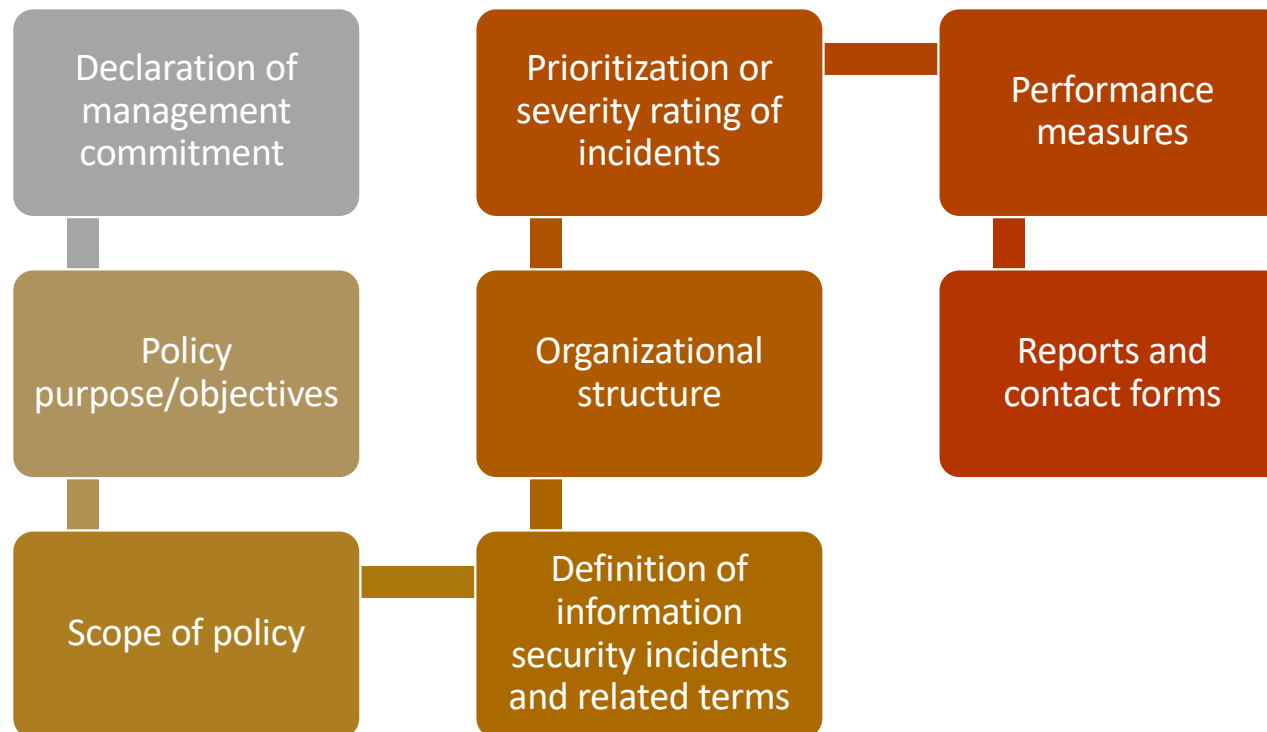 Declaration of
management
commitment
Policy
purpose/objectives
Scope of policy
Definition of
information
security incidents
and related terms
Organizational
structure
Prioritization or
severity rating of
incidents
Performance
measures
Reports and
contact forms